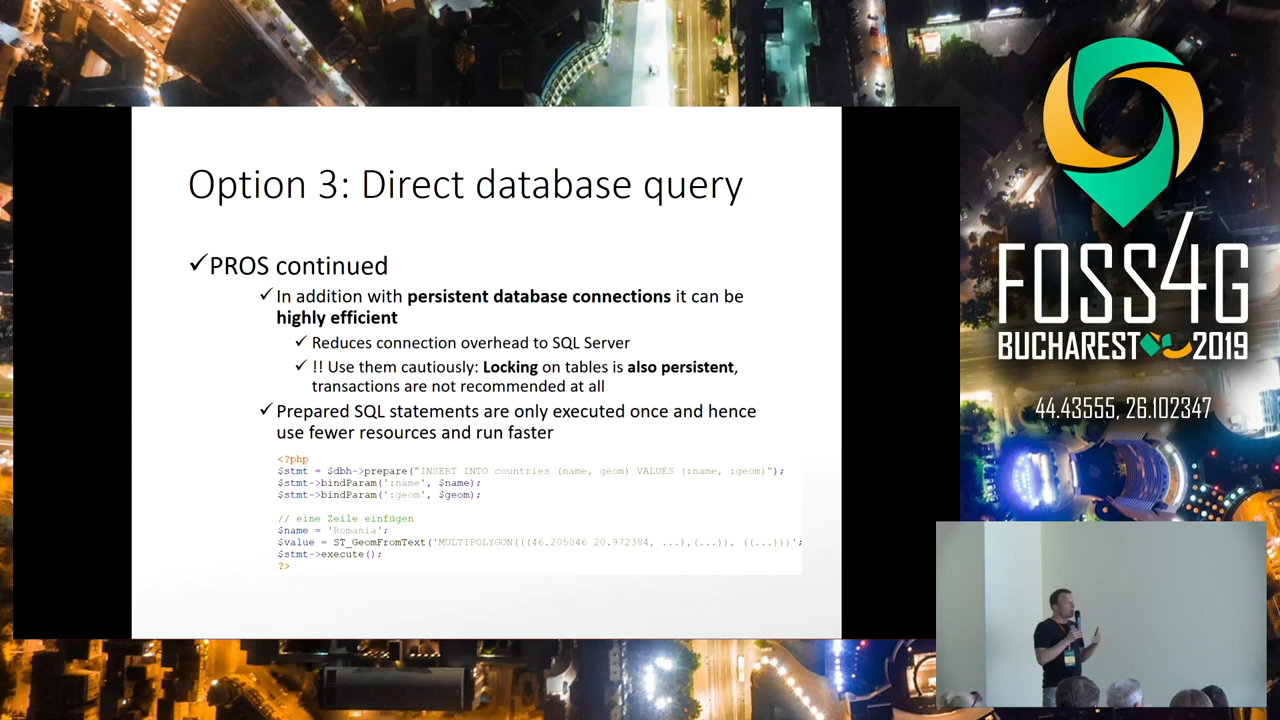 Option 3: Direct database query
✓PROS continued
✓In addition with persistent database connections it can be
highly efficient
✓ Reduces connection overhead to SQL Server
✓ !! Use them cautiously: Locking on tables is also persistent,
transactions are not recommended at all
✓Prepared SQL statements are only executed once and hence
use fewer resources and run faster
<?php
$stmt = $dbh->prepare("INSERT INTO countries (name, geom) VALUES (:name, :geom)");
$stmt->bindParam(':name', $name);
$stmt->bindParam(':geom', $geom);
// eine Zeile einfügen
$name = 'Romania';
$value = ST_GeomFromText('MULTIPOLYGON(((46.205046 20.972384, ...),(...)), ((...)))';
$stmt->execute();
?>
FOSS4G
BUCHAREST 2019
44.43555, 26.102347